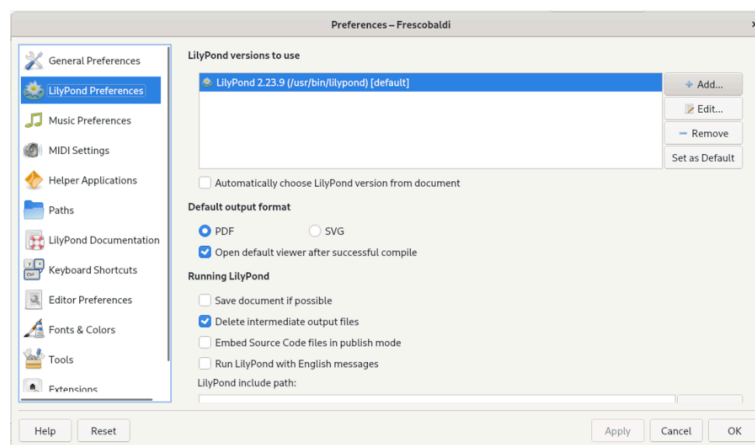 Preferences – Frescobaldi
General Preferences
LilyPond Preferences
Music Preferences
MIDI Settings
Helper Applications
Paths
LilyPond Documentation
Keyboard Shortcuts
Editor Preferences
Fonts & Colors
Tools
Extensions
LilyPond versions to use
LilyPond 2.23.9 (/usr/bin/lilypond) [default]
Add...
Edit...
Remove
Set as Default
Automatically choose LilyPond version from document
Default output format
PDF
SVG
Open default viewer after successful compile
Running LilyPond
Save document if possible
Delete intermediate output files
Embed Source Code files in publish mode
Run LilyPond with English messages
LilyPond include path:
Help
Reset
Apply
Cancel
OK